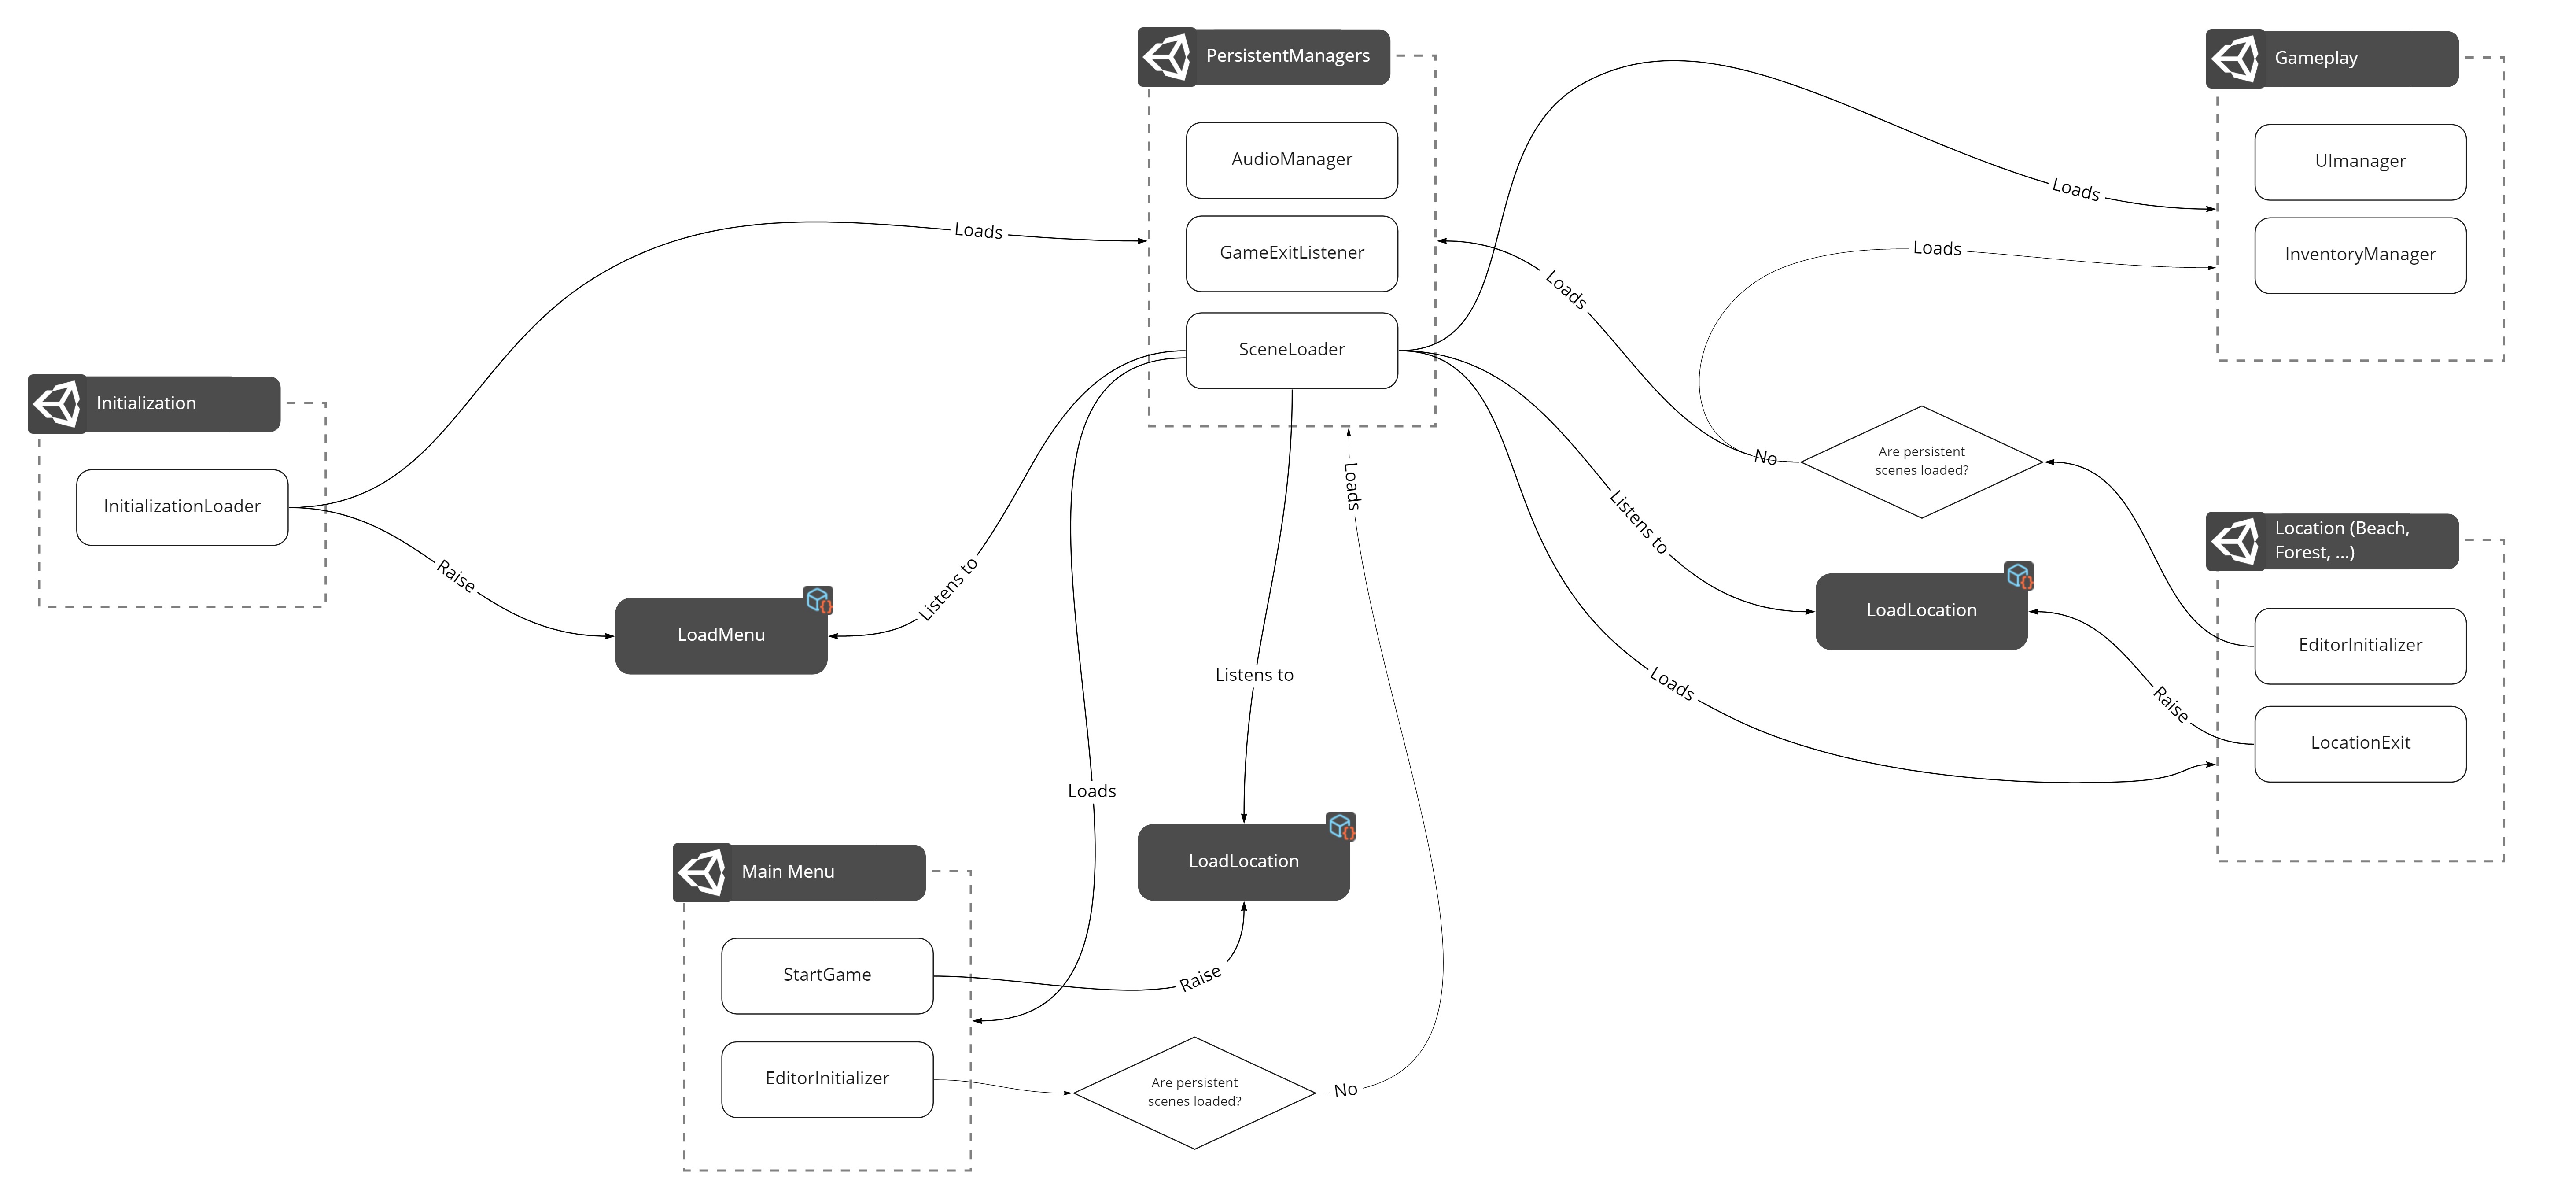 PersistentManagers
AudioManager
GameExitListener
SceneLoader
Gameplay
UImanager
InventoryManager
Loads
Loads
Loads
Loads
Initialization
InitializationLoader
Raise
LoadMenu
Listens to
Loads
Listens to
Loads
Listens to
Loads
No
Are persistent
scenes loaded?
LoadLocation
Raise
Location (Beach,
Forest, ...)
EditorInitializer
LocationExit
LoadLocation
Raise
Main Menu
StartGame
EditorInitializer
Are persistent
scenes loaded?
No